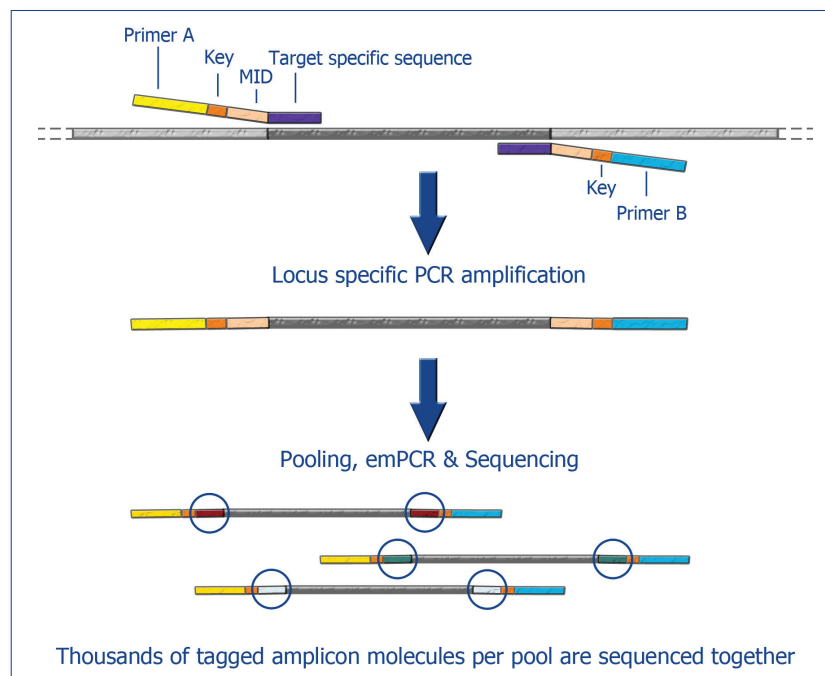 Primer A
Key
MID
Target specific sequence
Key
Primer B
Locus specific PCR amplification
Pooling, emPCR & Sequencing
Thousands of tagged amplicon molecules per pool are sequenced together